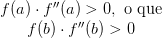 f(a) · f''(a) > 0, o que
f(b) · f''(b) > 0